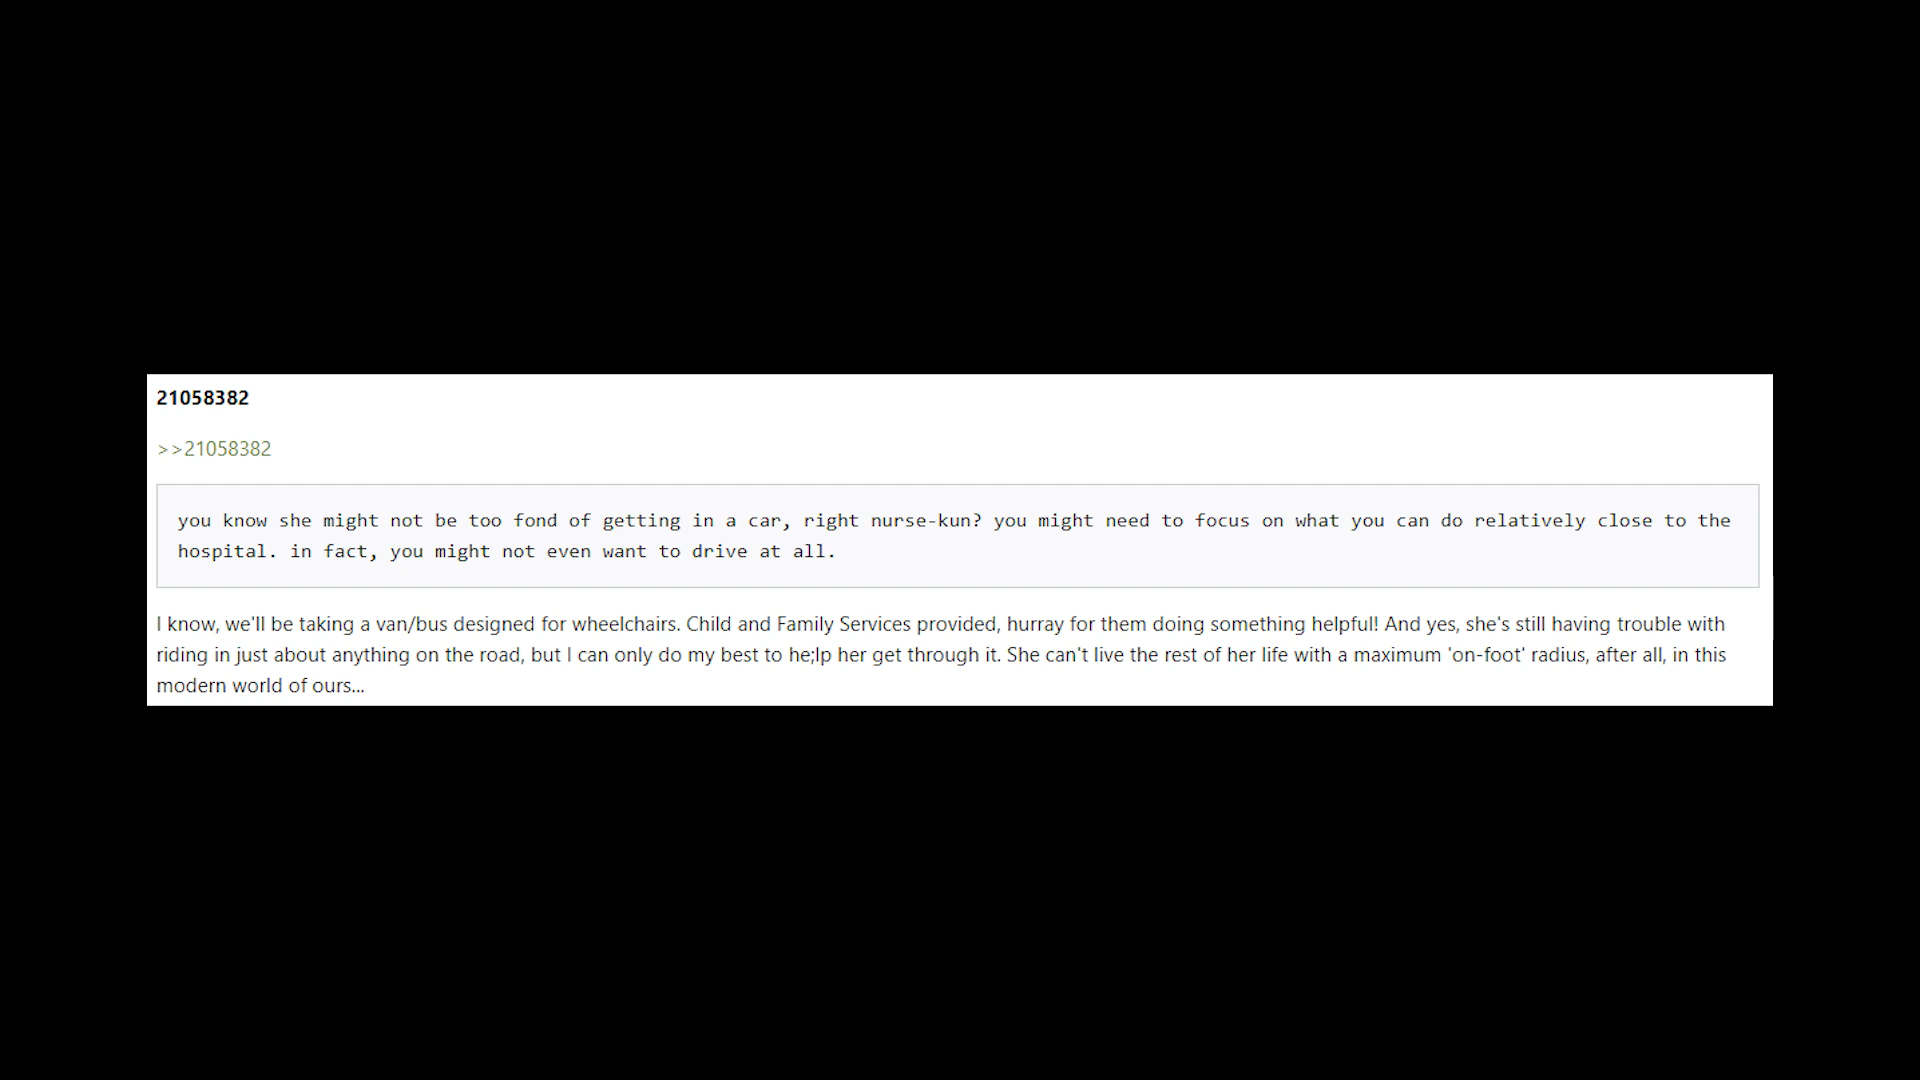 21058382
>>21058382
you know she might not be too fond of getting in a car, right nurse-kun? you might need to focus on what you can do relatively close to the
hospital. in fact, you might not even want to drive at all.
I know, we'll be taking a van/bus designed for wheelchairs. Child and Family Services provided, hurray for them doing something helpful! And yes, she's still having trouble with
riding in just about anything on the road, but I can only do my best to he;lp her get through it. She can't live the rest of her life with a maximum 'on-foot' radius, after all, in this
modern world of ours...